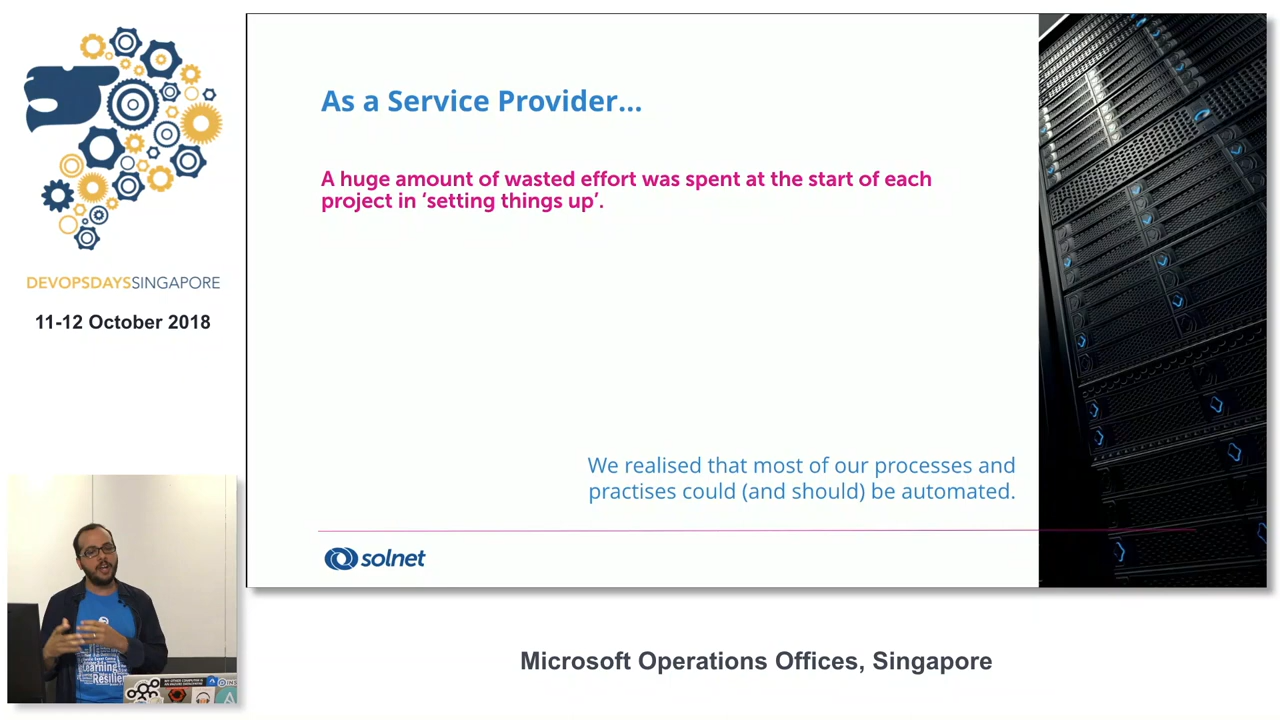 DEVOPSDAYSSINGAPORE
11-12 October 2018
As a Service Provider...
A huge amount of wasted effort was spent at the start of each
project in ‘setting things up’.
We realised that most of our processes and
practises could (and should) be automated.
solnet
Learning
Resilien
Microsoft Operations Offices, Singapore